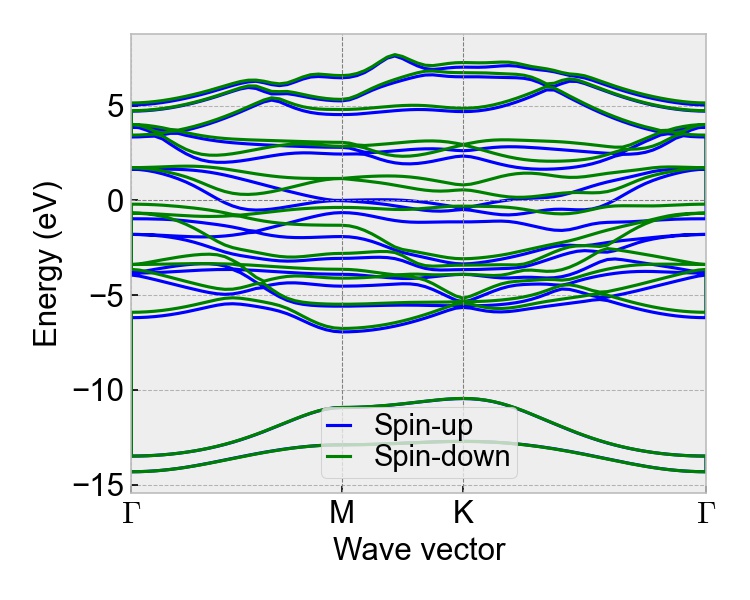 Energy (eV)
5
0
−5
−10
−15
Spin-up
Spin-down
Γ M K Γ
Wave vector